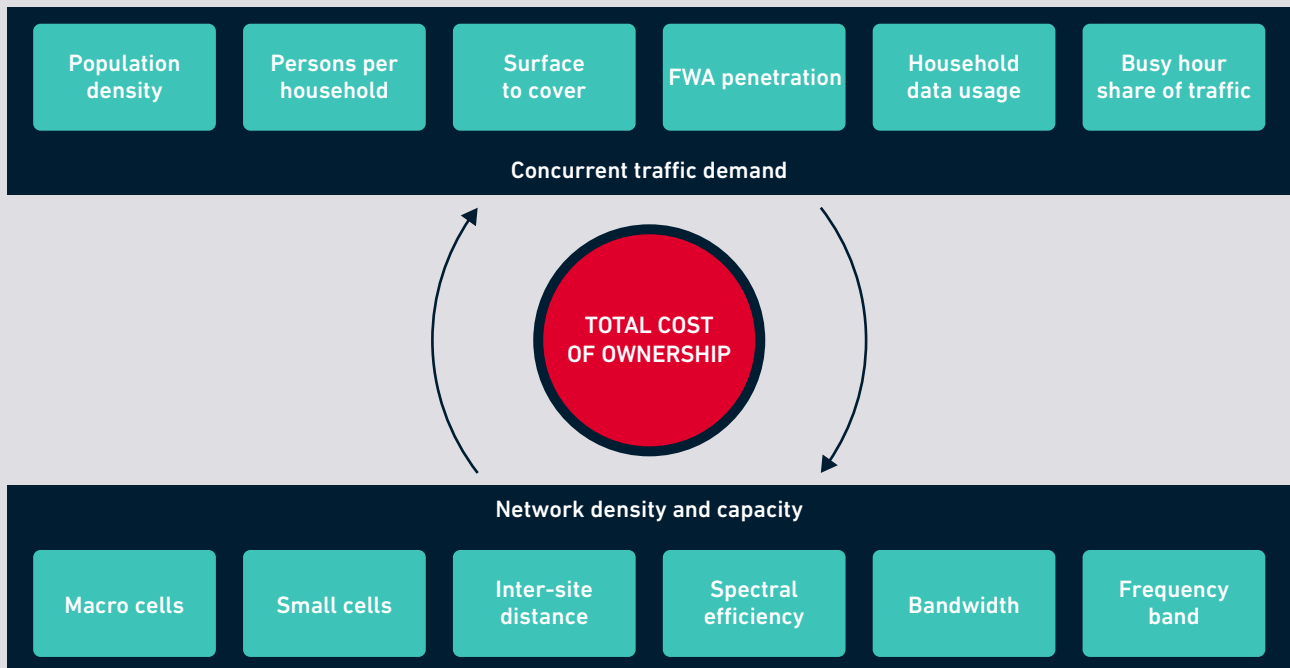 Population
density
Persons per
household
Surface
to cover
FWA penetration
Household
data usage
Busy hour
share of traffic
Concurrent traffic demand
TOTAL COST
OF OWNERSHIP
Network density and capacity
Macro cells
Small cells
Inter-site
distance
Spectral
efficiency
Bandwidth
Frequency
band